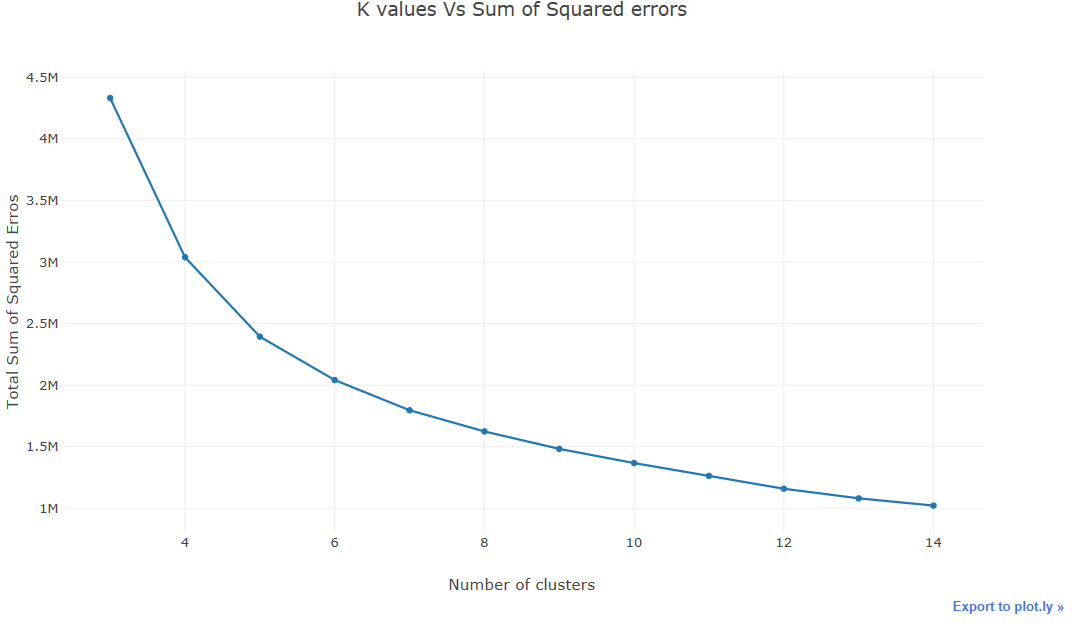 K values Vs Sum of Squared errors
4.5M
4M
3.5M
3M
2.5M
2M
1.5M
1M
Total Sum of Squared Erros
4 6 8 10 12 14
Number of clusters
Export to plot.ly »